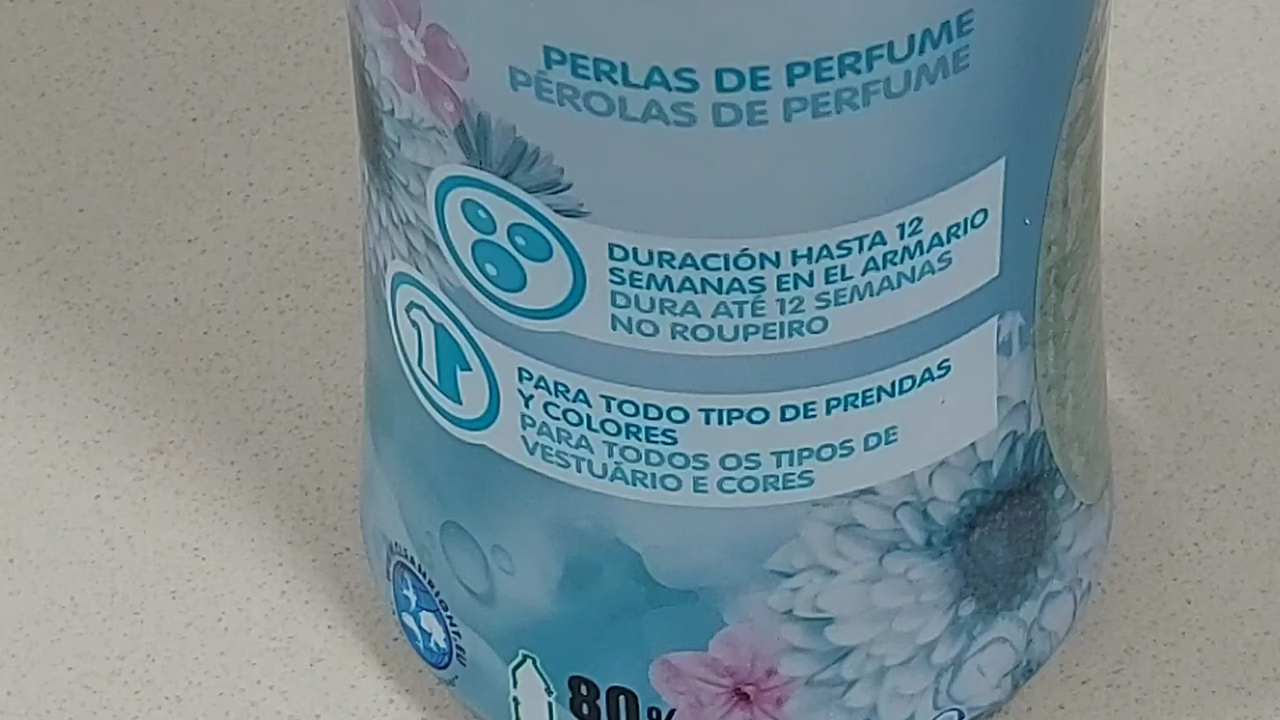 PERLAS DE PERFUME
PÉROLAS DE PERFUME
DURACIÓN HASTA 12
SEMANAS EN EL ARMARIO
DURA ATÉ 12 SEMANAS
NO ROUPEIRO
PARA TODO TIPO DE PRENDAS
Y COLORES
PARA TODOS OS TIPOS DE
VESTUÁRIO E CORES
80%